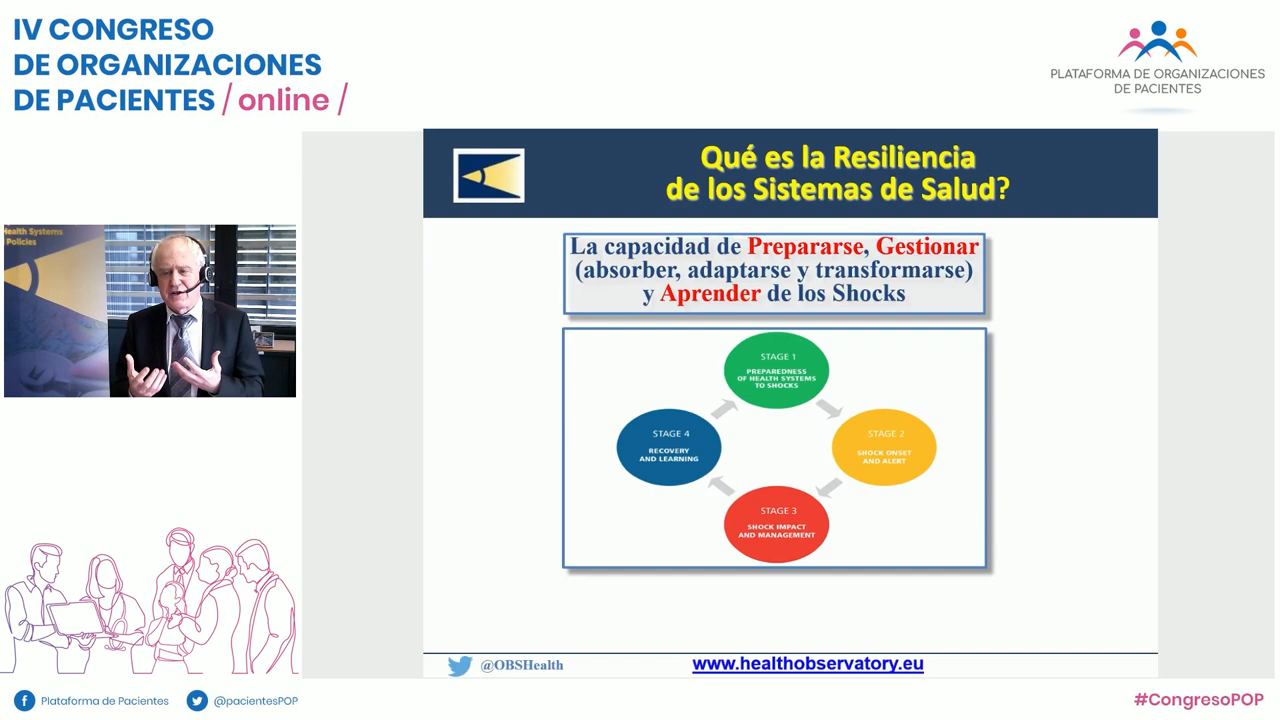 IV CONGRESO
DE ORGANIZACIONES
DE PACIENTES / online /
PLATAFORMA DE ORGANIZACIONES
DE PACIENTES
Health Systems
Policies
Qué es la Resiliencia
de los Sistemas de Salud?
La capacidad de Prepararse, Gestionar
(absorber, adaptarse y transformarse)
y Aprender de los Shocks
STAGE 1
PREPAREDNESS
OF HEALTH SYSTEMS
TO SHOCKS
STAGE 2
SHOCK ONSET
AND ALERT
STAGE 3
SHOCK IMPACT
AND MANAGEMENT
STAGE 4
RECOVERY
AND LEARNING
@OBSHealth
www.healthobservatory.eu
Plataforma de Pacientes
@pacientesPOP
#CongresoPOP